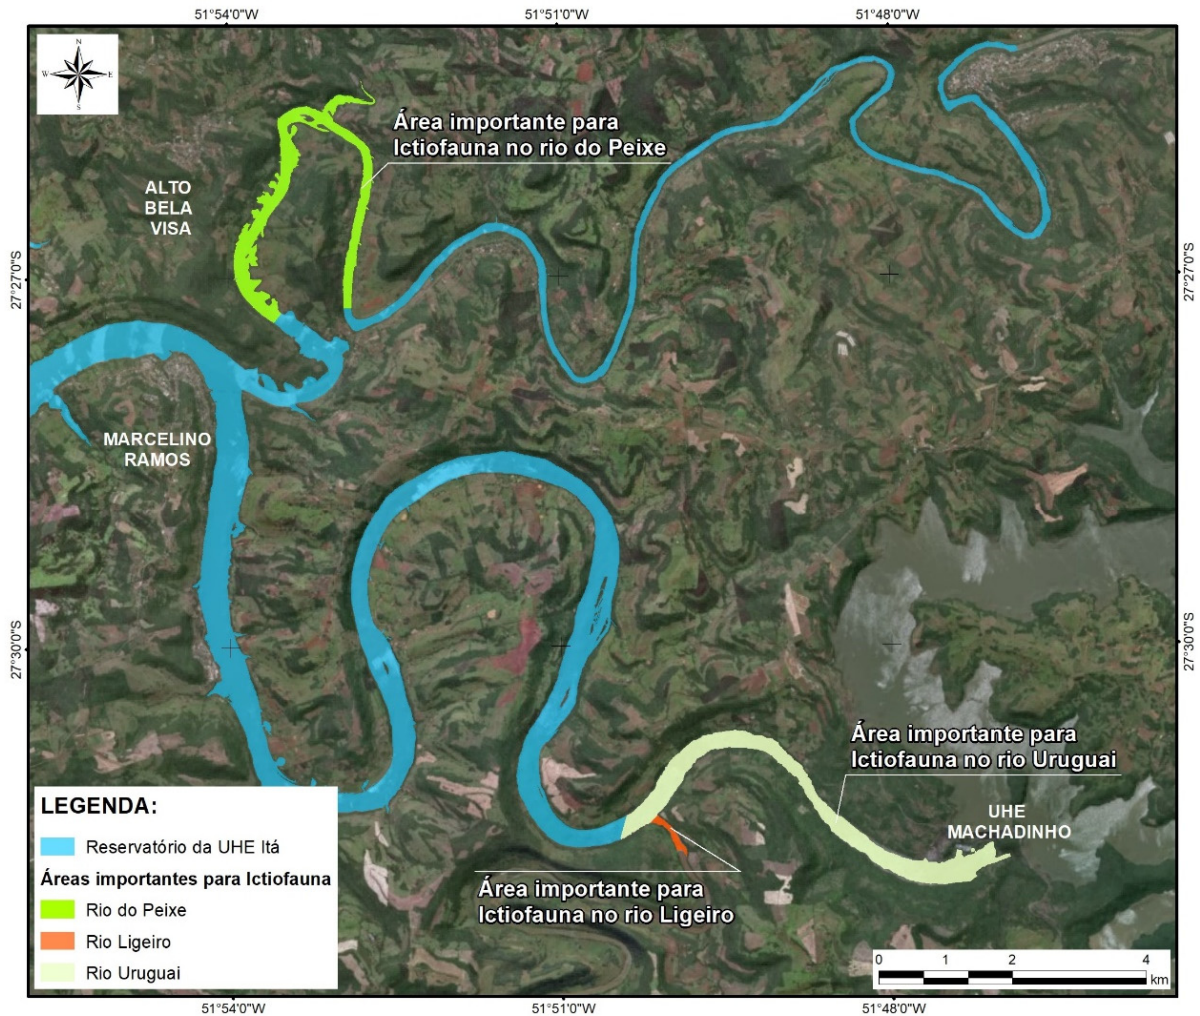 51°54'0"W
51°51'0"W
51°48'0"W
N
W
E
S
Área importante para
Ictiofauna no rio do Peixe
ALTO
BELA
VISA
27°27'0"S
27°27'0"S
MARCELINO
RAMOS
27°30'0"S
27°30'0"S
Área importante para
Ictiofauna no rio Uruguai
UHE
MACHADINHO
Área importante para
Ictiofauna no rio Ligeiro
LEGENDA:
Reservatório da UHE Itá
Áreas importantes para Ictiofauna
Rio do Peixe
Rio Ligeiro
Rio Uruguai
0 1 2 4
km
51°54'0"W
51°51'0"W
51°48'0"W